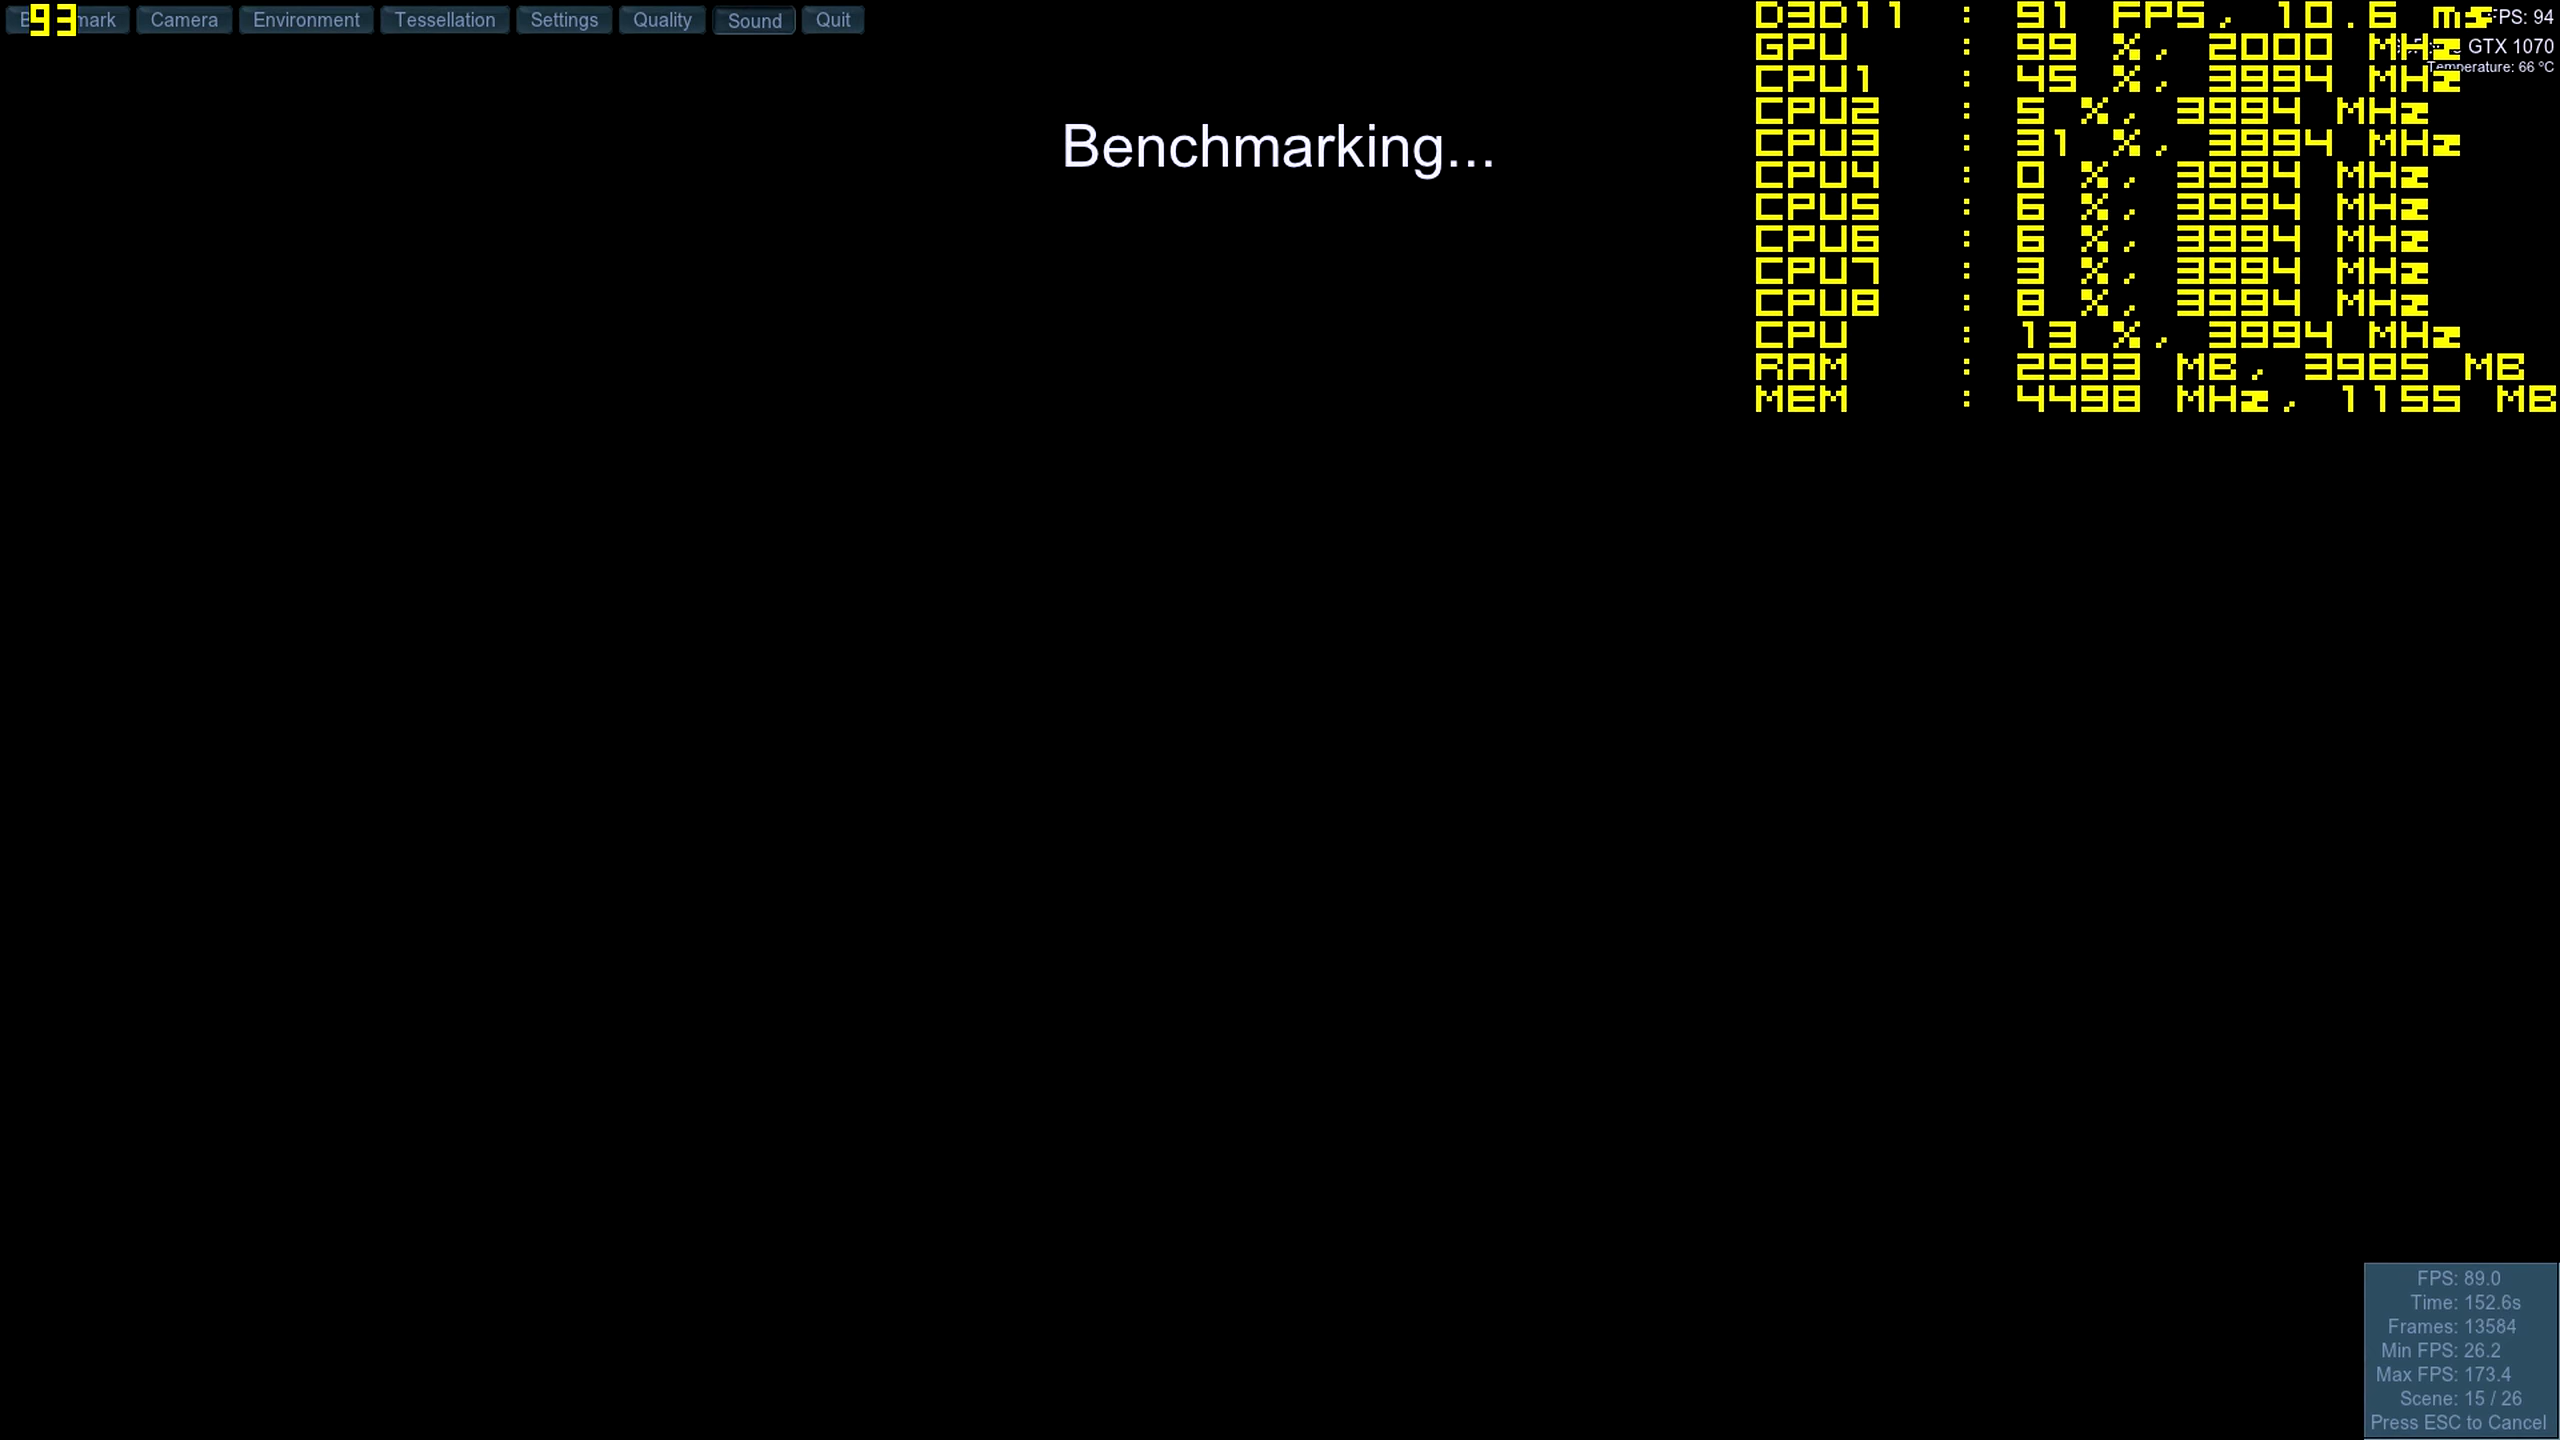 93 Camera Environment Tessellation Settings Quality Sound Quit
Benchmarking...
D3D11 : 91 FPS, 10.6 ms
GPU : 99 %, 2000 MHz
CPU1 : 45 %, 3994 MHz
CPU2 : 5 %, 3994 MHz
CPU3 : 31 %, 3994 MHz
CPU4 : 0 %, 3994 MHz
CPU5 : 6 %, 3994 MHz
CPU6 : 6 %, 3994 MHz
CPU7 : 3 %, 3994 MHz
CPU8 : 8 %, 3994 MHz
CPU : 13 %, 3994 MHz
RAM : 2993 MB, 3985 MB
MEM : 4498 MHz, 1155 MB
FPS: 94
GTX 1070
Temperature: 66 °C
FPS: 89.0
Time: 152.6s
Frames: 13584
Min FPS: 26.2
Max FPS: 173.4
Scene: 15 / 26
Press ESC to Cancel